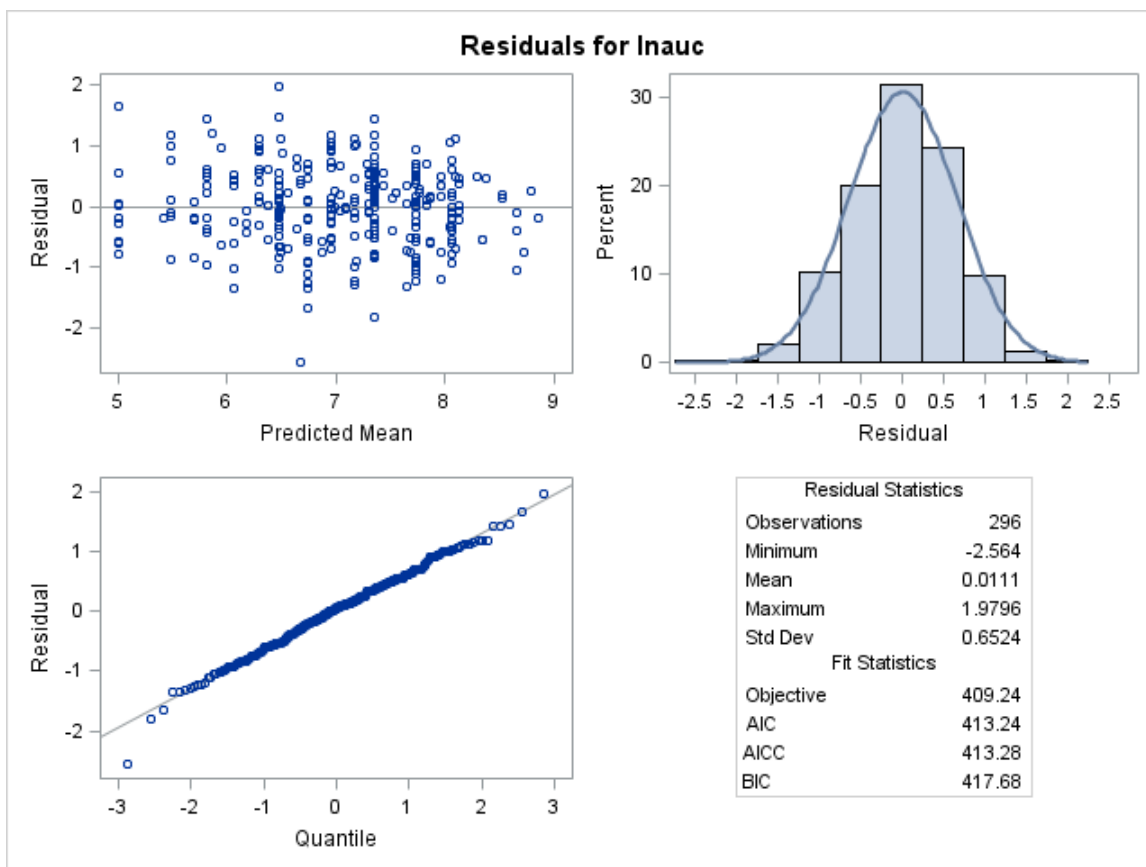 Residuals for lnauc
2
1
0
-1
-2
Residual
5 6 7 8 9
Predicted Mean
30
20
10
0
Percent
-2.5 -2 -1.5 -1 -0.5 0 0.5 1 1.5 2 2.5
Residual
2
1
0
-1
-2
Residual
-3 -2 -1 0 1 2 3
Quantile
Residual Statistics
Observations 296
Minimum -2.564
Mean 0.0111
Maximum 1.9796
Std Dev 0.6524
Fit Statistics
Objective 409.24
AIC 413.24
AICC 413.28
BIC 417.68